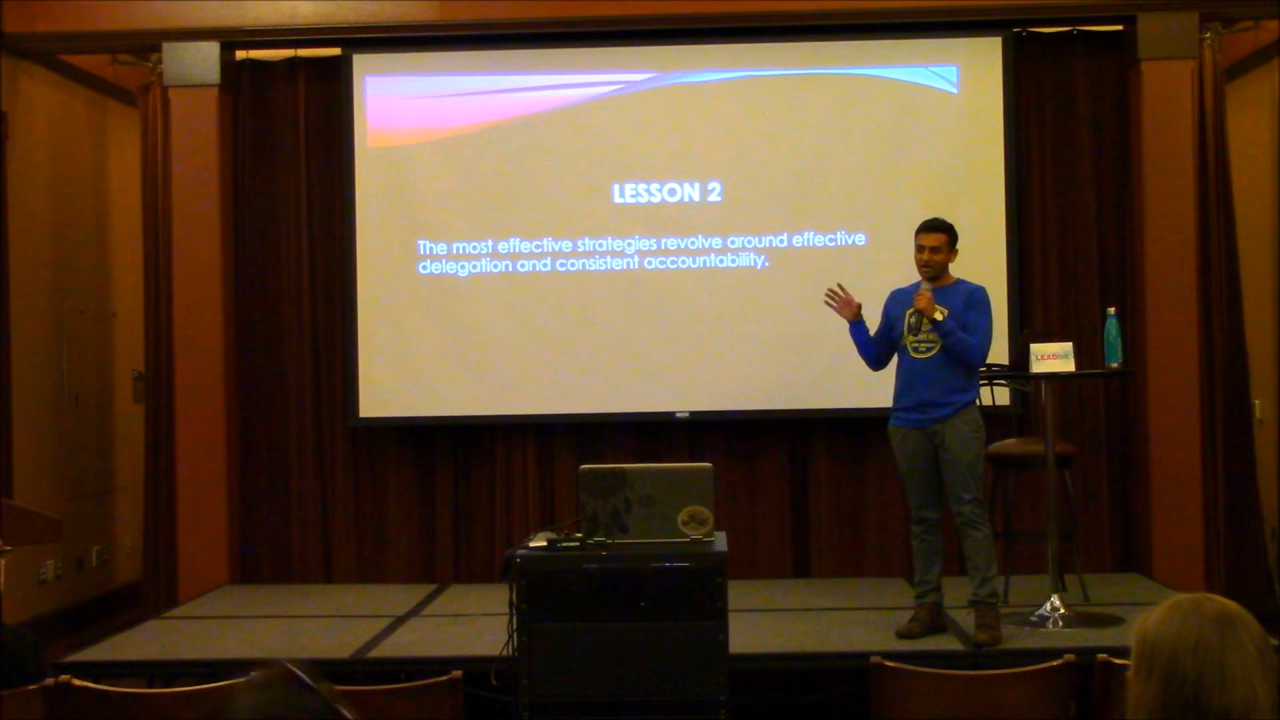 LESSON 2
The most effective strategies revolve around effective
delegation and consistent accountability.
LEAD